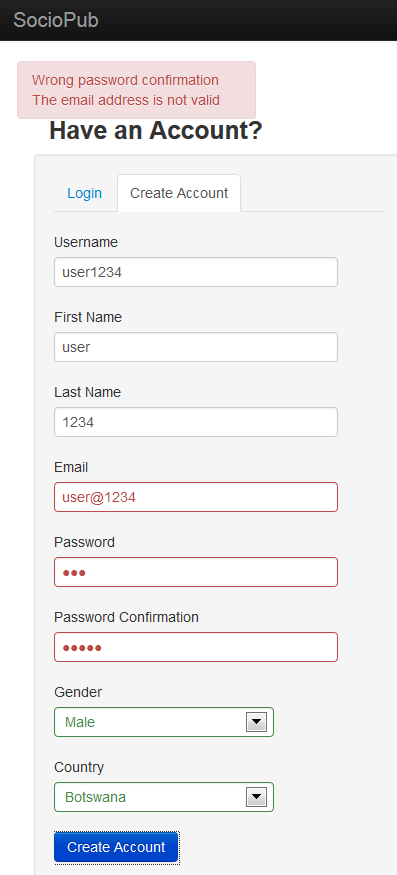 SocioPub
Wrong password confirmation
The email address is not valid
Have an Account?
Login
Create Account
Username
user1234
First Name
user
Last Name
1234
Email
user@1234
Password
●●●
Password Confirmation
●●●●●
Gender
Male
Country
Botswana
Create Account